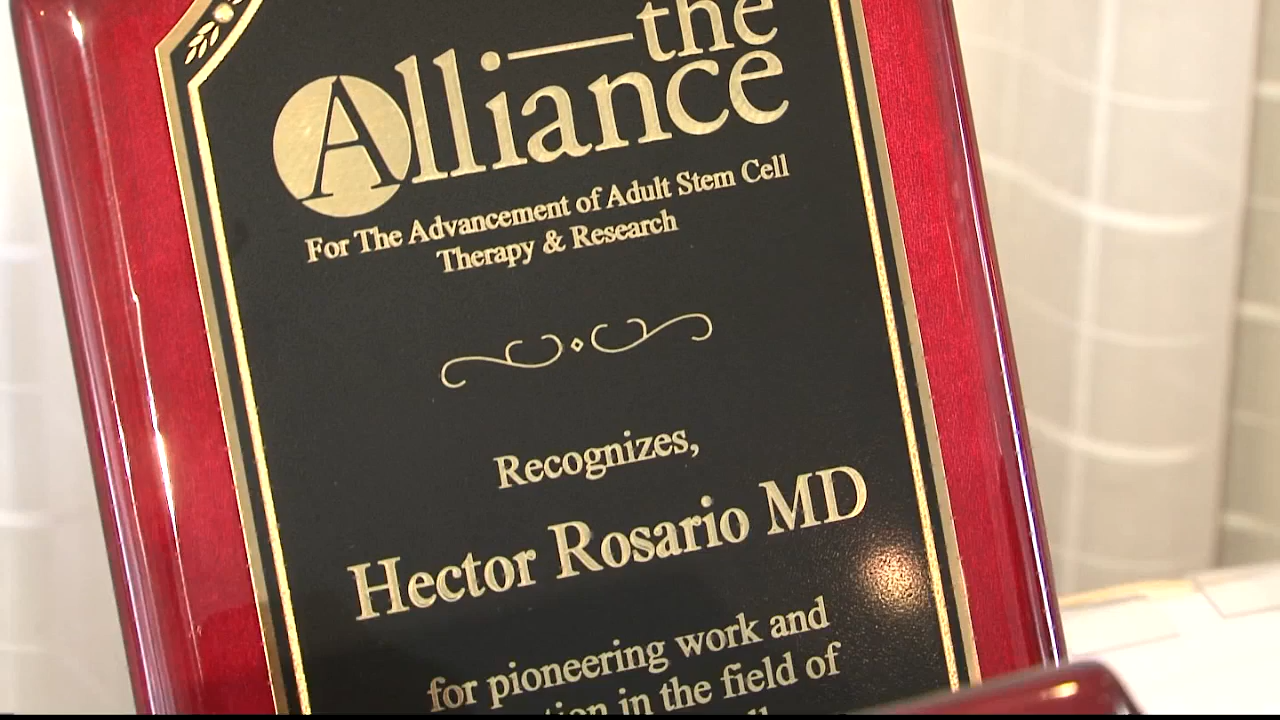 the
Alliance
For The Advancement of Adult Stem Cell
Therapy & Research
Recognizes,
Hector Rosario MD
for pioneering work and
in the field of